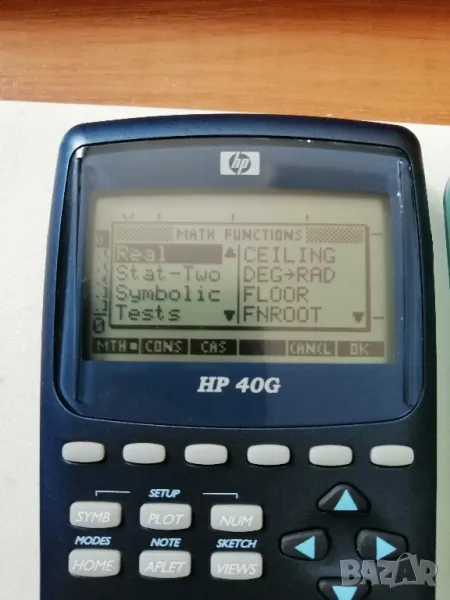 hp
MATH FUNCTIONS
Real CEILING
Stat-Two DEG→RAD
Symbolic FLOOR
Tests FNROOT
MTH▪ CONS CAS CANCL OK
HP 40G
SETUP
SYMB PLOT NUM
MODES NOTE SKETCH
HOME APLET VIEWS
BAZAR